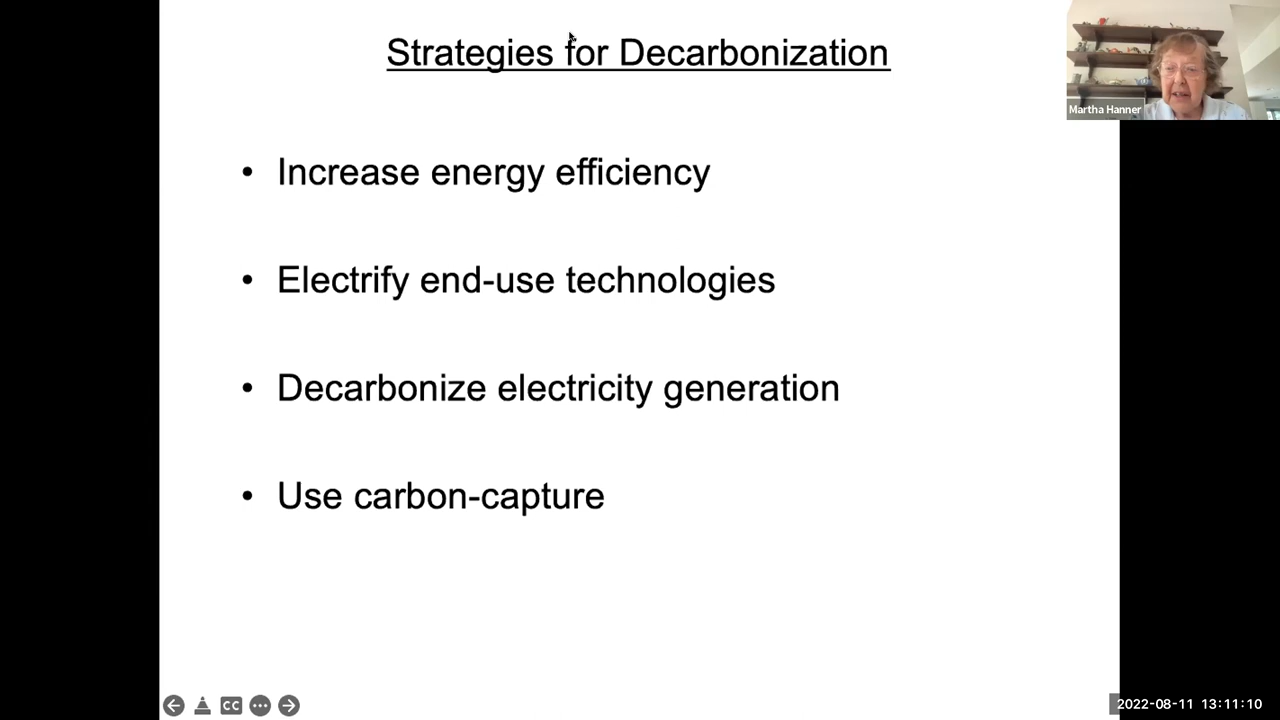 Strategies for Decarbonization
Martha Hanner
• Increase energy efficiency
• Electrify end-use technologies
• Decarbonize electricity generation
• Use carbon-capture
CC
2022-08-11 13:11:10